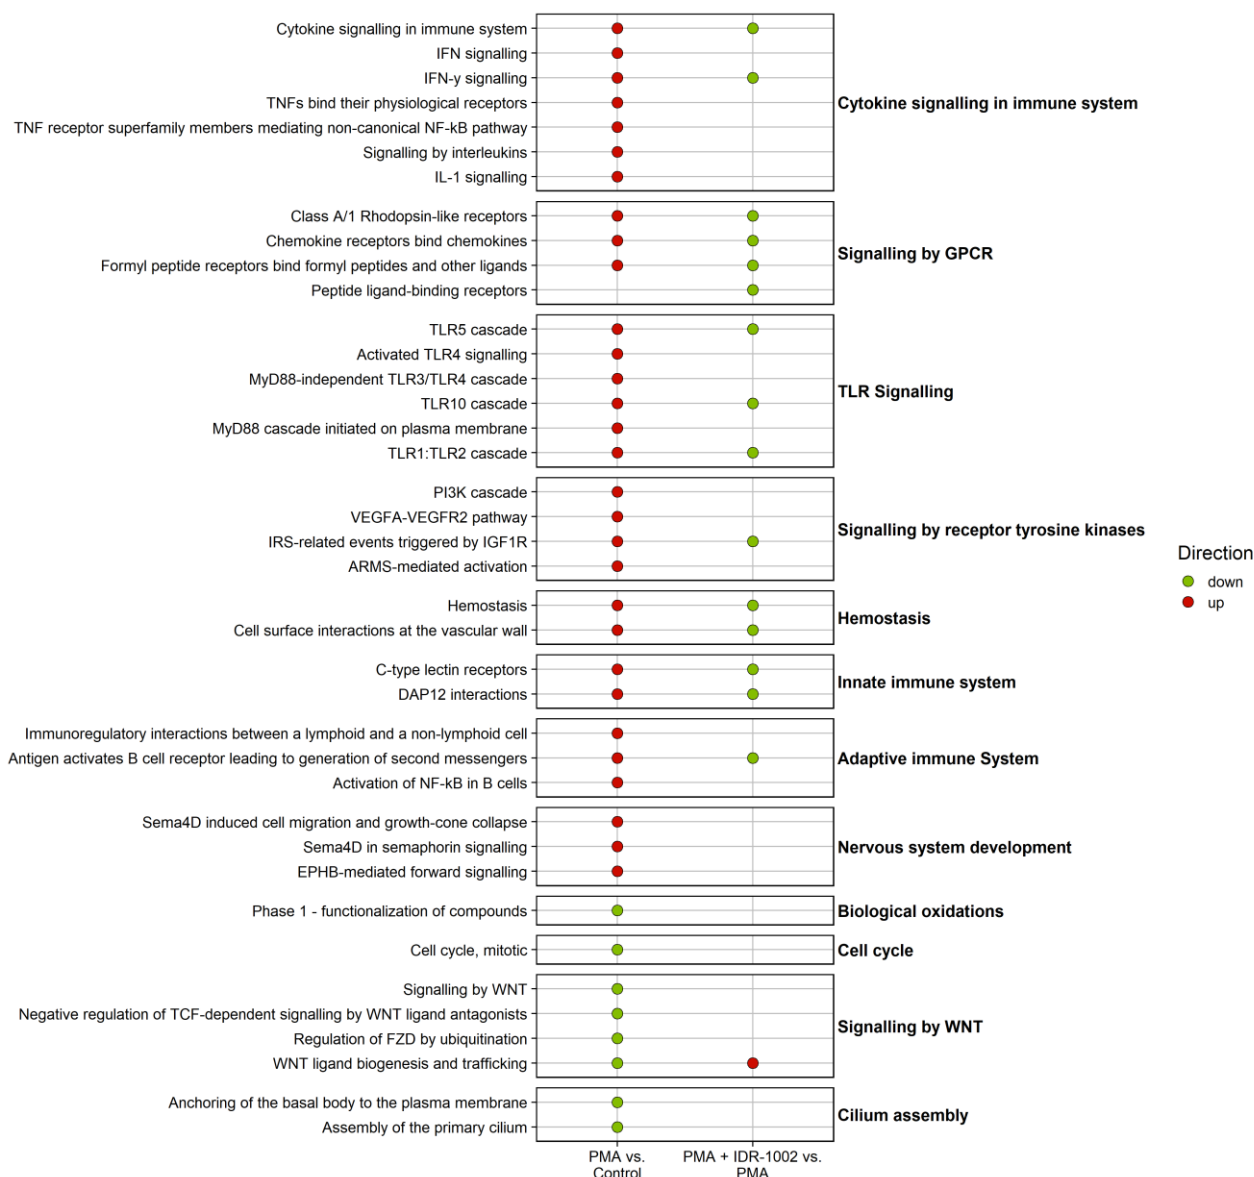 Cytokine signalling in immune system
IFN signalling
IFN-y signalling
TNFs bind their physiological receptors
TNF receptor superfamily members mediating non-canonical NF-kB pathway
Signalling by interleukins
IL-1 signalling
Cytokine signalling in immune system
Class A/1 Rhodopsin-like receptors
Chemokine receptors bind chemokines
Formyl peptide receptors bind formyl peptides and other ligands
Peptide ligand-binding receptors
Signalling by GPCR
TLR5 cascade
Activated TLR4 signalling
MyD88-independent TLR3/TLR4 cascade
TLR10 cascade
MyD88 cascade initiated on plasma membrane
TLR1:TLR2 cascade
TLR Signalling
PI3K cascade
VEGFA-VEGFR2 pathway
IRS-related events triggered by IGF1R
ARMS-mediated activation
Signalling by receptor tyrosine kinases
Hemostasis
Cell surface interactions at the vascular wall
Hemostasis
C-type lectin receptors
DAP12 interactions
Innate immune system
Immunoregulatory interactions between a lymphoid and a non-lymphoid cell
Antigen activates B cell receptor leading to generation of second messengers
Activation of NF-kB in B cells
Adaptive immune System
Sema4D induced cell migration and growth-cone collapse
Sema4D in semaphorin signalling
EPHB-mediated forward signalling
Nervous system development
Phase 1 - functionalization of compounds
Biological oxidations
Cell cycle, mitotic
Cell cycle
Signalling by WNT
Negative regulation of TCF-dependent signalling by WNT ligand antagonists
Regulation of FZD by ubiquitination
WNT ligand biogenesis and trafficking
Signalling by WNT
Anchoring of the basal body to the plasma membrane
Assembly of the primary cilium
Cilium assembly
PMA vs.
Control
PMA + IDR-1002 vs.
PMA
Direction
down
up